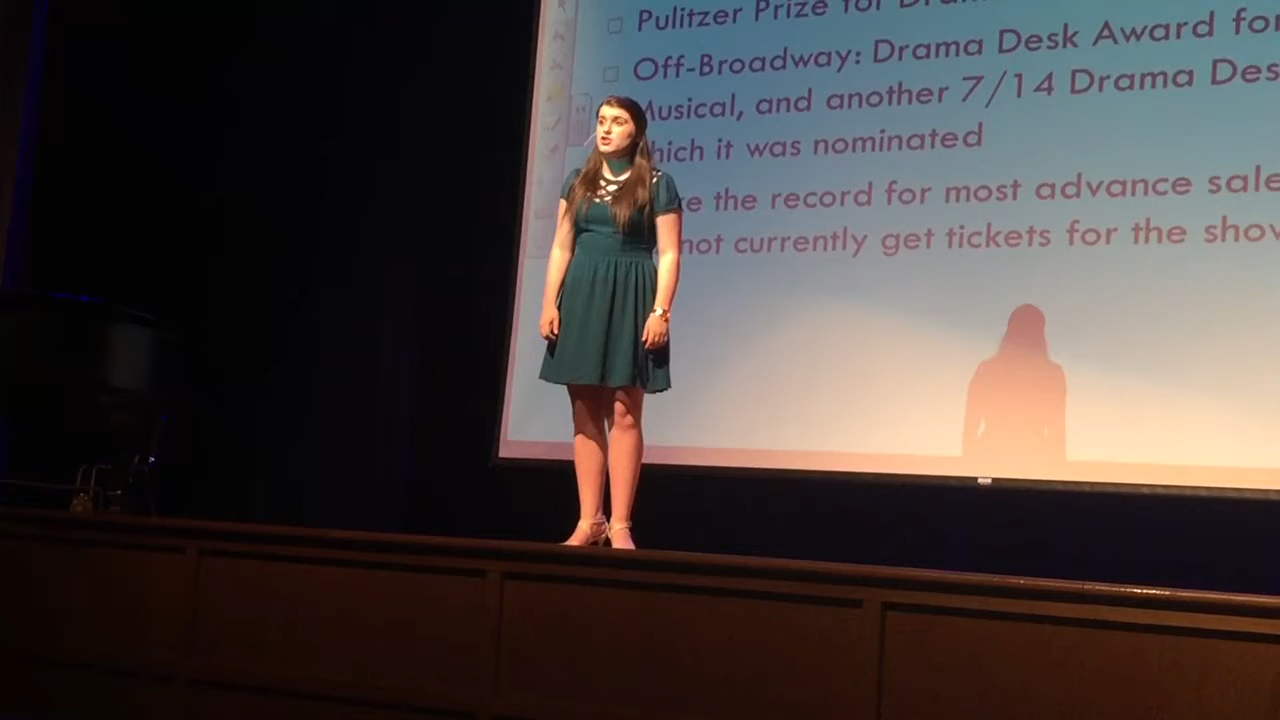 Pulitzer Prize for
Off-Broadway: Drama Desk Award for
Musical, and another 7/14 Drama Des
hich it was nominated
e the record for most advance sale
not currently get tickets for the show